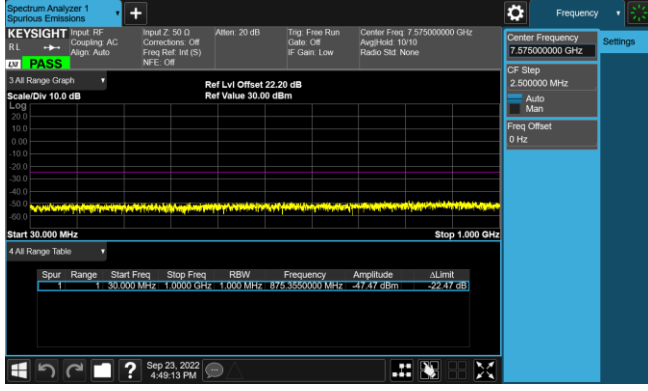 Spectrum Analyzer 1
Spurious Emissions
Frequency
KEYSIGHT
Input: RF
Coupling: AC
Align: Auto
Input Z: 50 Ω
Corrections: Off
Freq Ref: Int (S)
NFE: Off
Atten: 20 dB
Trig: Free Run
Gate: Off
IF Gain: Low
Center Freq: 7.575000000 GHz
Avg|Hold: 10/10
Radio Std: None
R L
LXI
PASS
3 All Range Graph
Scale/Div 10.0 dB
Ref Lvl Offset 22.20 dB
Ref Value 30.00 dBm
Log
20.0
10.0
0.00
-10.0
-20.0
-30.0
-40.0
-50.0
-60.0
Start 30.000 MHz
Stop 1.000 GHz
4 All Range Table
Spur Range Start Freq Stop Freq RBW Frequency Amplitude ΔLimit
1 1 30.000 MHz 1.0000 GHz 1.000 MHz 875.3550000 MHz -47.47 dBm -22.47 dB
Sep 23, 2022
4:49:13 PM
Center Frequency
7.575000000 GHz
CF Step
2.500000 MHz
Auto
Man
Freq Offset
0 Hz
Settings